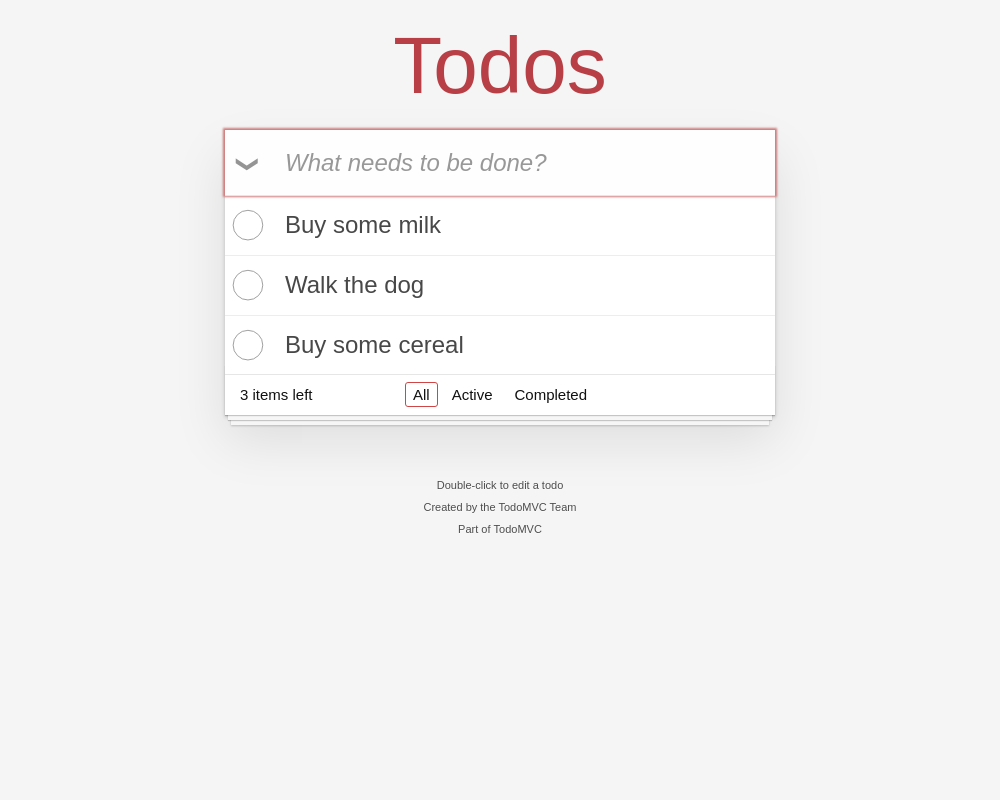 Todos
What needs to be done?
Buy some milk
Walk the dog
Buy some cereal
3 items left All Active Completed
Double-click to edit a todo
Created by the TodoMVC Team
Part of TodoMVC